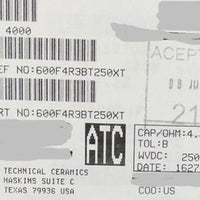 4000
EF NO:600F4R3BT250XT
RT NO:600F4R3BT250XT
ACEPT
ATC
CAP/OHM:4.
TOL:B
WVDC: 250
DATE: 1627
TECHNICAL CERAMICS
HASKINS SUITE C
TEXAS 79936 USA
COO:US